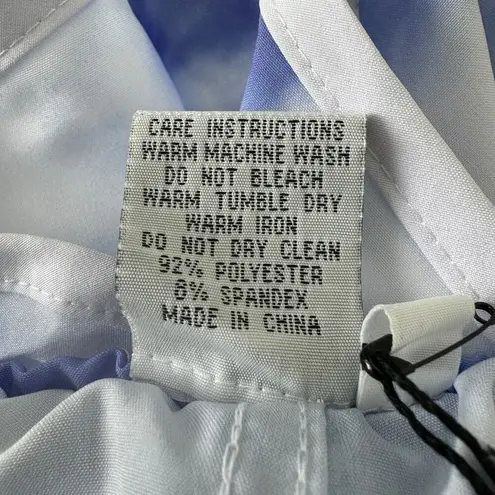 CARE INSTRUCTIONS
WARM MACHINE WASH
DO NOT BLEACH
WARM TUMBLE DRY
WARM IRON
DO NOT DRY CLEAN
92% POLYESTER
8% SPANDEX
MADE IN CHINA